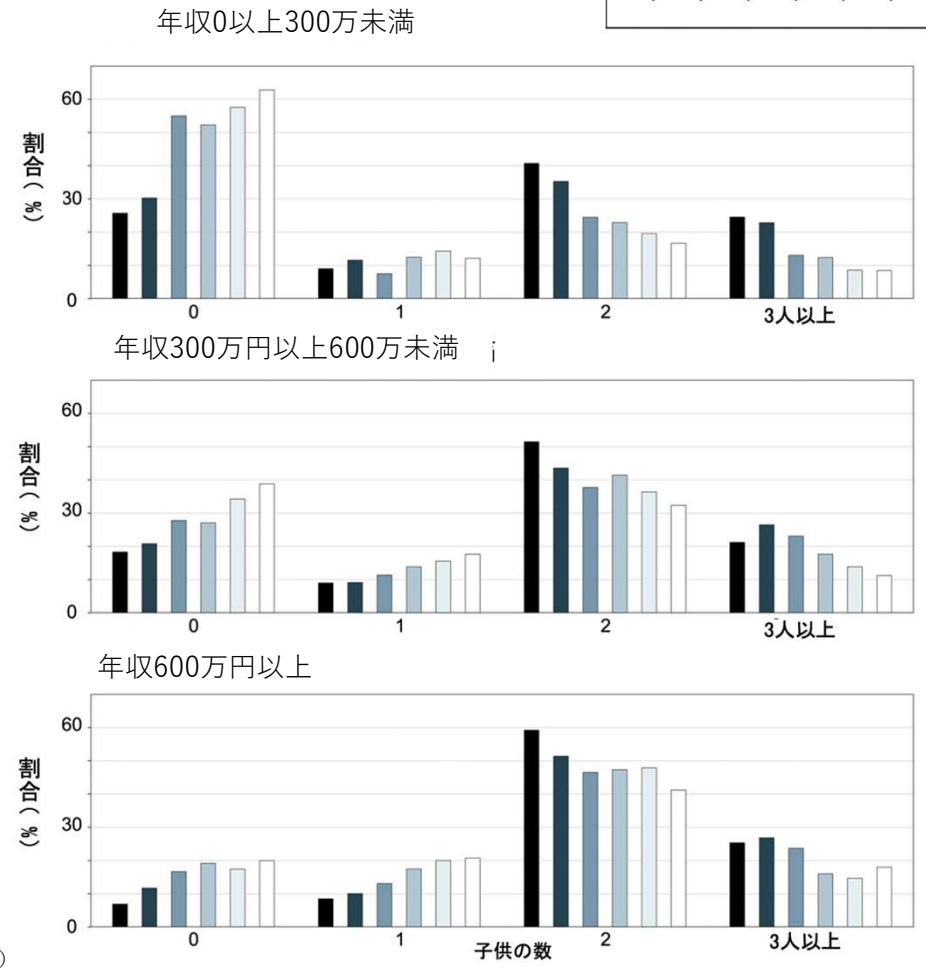 年収0以上300万未満
割合(%)
60
30
0
0 1 2 3人以上
年収300万円以上600万未満 i
割合(%)
60
30
0
0 1 2 3人以上
年収600万円以上
割合(%)
60
30
0
0 1 2 3人以上
子供の数